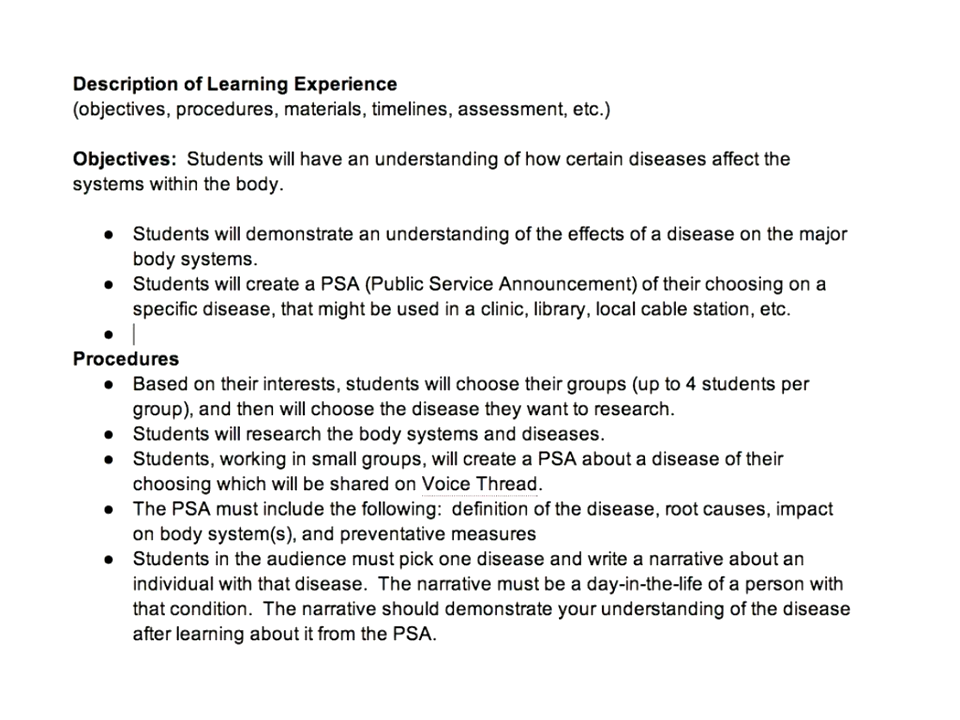 Description of Learning Experience
(objectives, procedures, materials, timelines, assessment, etc.)
Objectives:  Students will have an understanding of how certain diseases affect the
systems within the body.
● Students will demonstrate an understanding of the effects of a disease on the major
body systems.
● Students will create a PSA (Public Service Announcement) of their choosing on a
specific disease, that might be used in a clinic, library, local cable station, etc.
●
Procedures
● Based on their interests, students will choose their groups (up to 4 students per
group), and then will choose the disease they want to research.
● Students will research the body systems and diseases.
● Students, working in small groups, will create a PSA about a disease of their
choosing which will be shared on Voice Thread.
● The PSA must include the following:  definition of the disease, root causes, impact
on body system(s), and preventative measures
● Students in the audience must pick one disease and write a narrative about an
individual with that disease.  The narrative must be a day-in-the-life of a person with
that condition.  The narrative should demonstrate your understanding of the disease
after learning about it from the PSA.